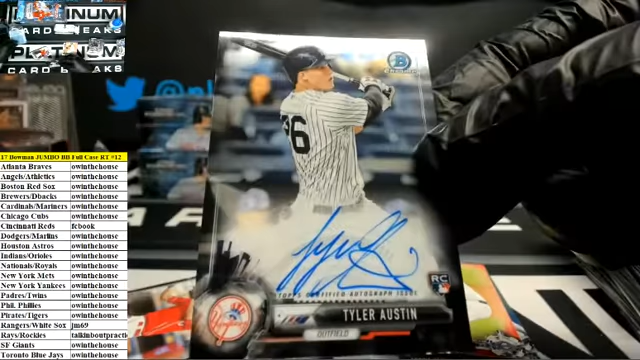 PLATINUM
CARD BREAKS
PLATINUM
CARD BREAKS
17 Bowman JUMBO BB Full Case RT #12
Atlanta Braves owinthehouse
Angels/Athletics owinthehouse
Boston Red Sox owinthehouse
Brewers/Dbacks owinthehouse
Cardinals/Mariners owinthehouse
Chicago Cubs owinthehouse
Cincinnati Reds fcbook
Dodgers/Marlins owinthehouse
Houston Astros owinthehouse
Indians/Orioles owinthehouse
Nationals/Royals owinthehouse
New York Mets owinthehouse
New York Yankees owinthehouse
Padres/Twins owinthehouse
Phil. Phillies owinthehouse
Pirates/Tigers owinthehouse
Rangers/White Sox jm69
Rays/Rockies talkinboutpracti
SF Giants owinthehouse
Toronto Blue Jays owinthehouse
26
TOPPS CERTIFIED AUTOGRAPH ISSUE
RC
TYLER AUSTIN
OUTFIELD